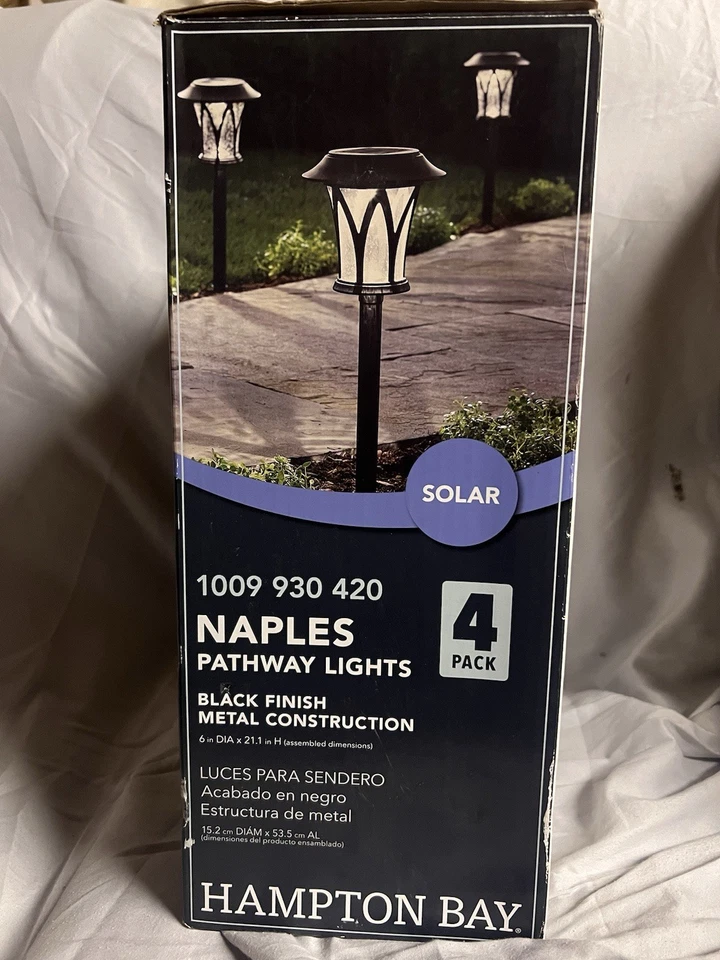 SOLAR
1009 930 420
NAPLES
PATHWAY LIGHTS
4
PACK
BLACK FINISH
METAL CONSTRUCTION
6 in DIA x 21.1 in H (assembled dimensions)
LUCES PARA SENDERO
Acabado en negro
Estructura de metal
15.2 cm DIÁM x 53.5 cm AL
(dimensiones del producto ensamblado)
HAMPTON BAY®